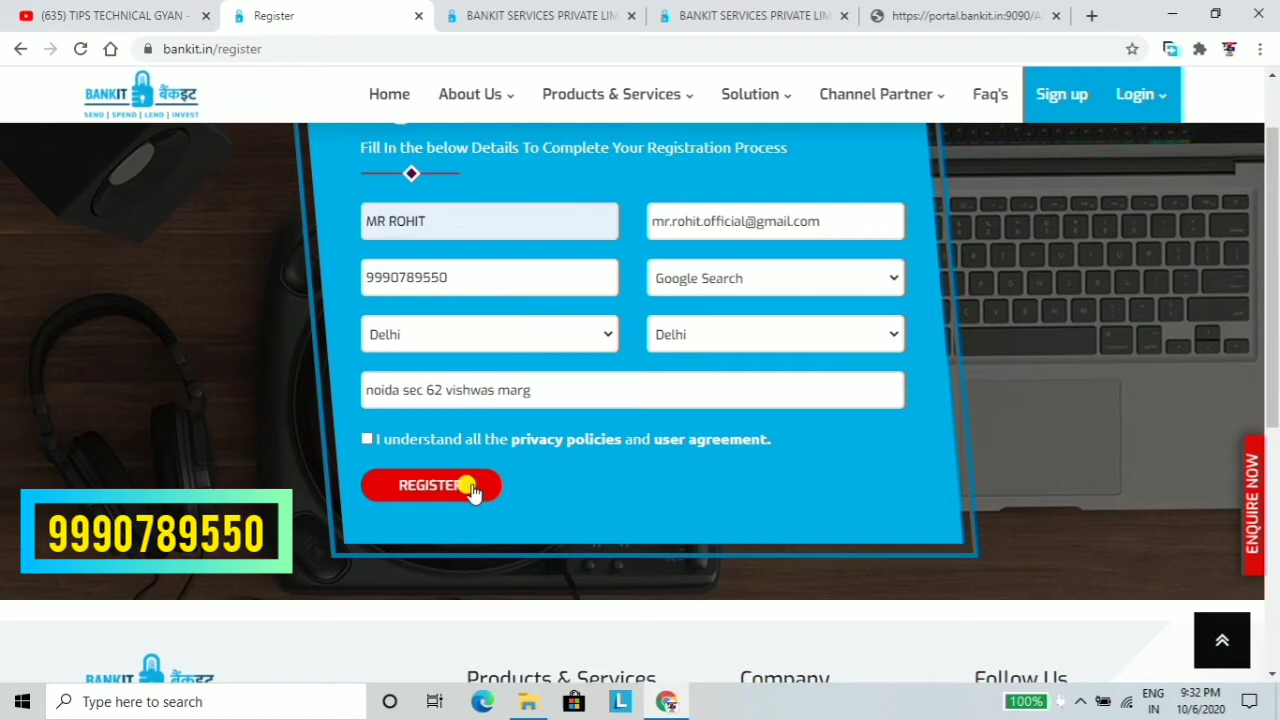 (635) TIPS TECHNICAL GYAN -
Register
BANKIT SERVICES PRIVATE LIM
BANKIT SERVICES PRIVATE LIM
https://portal.bankit.in:9090/A
bankit.in/register
BANKIT बैंकइट
SEND | SPEND | LEND | INVEST
Home
About Us
Products & Services
Solution
Channel Partner
Faq's
Sign up
Login
Fill In the below Details To Complete Your Registration Process
MR ROHIT
mr.rohit.official@gmail.com
9990789550
Google Search
Delhi
Delhi
noida sec 62 vishwas marg
I understand all the privacy policies and user agreement.
REGISTER
9990789550
ENQUIRE NOW
BANKIT बैंकइट
Products & Services
Company
Follow Us
Type here to search
L
100%
ENG
IN
9:32 PM
10/6/2020